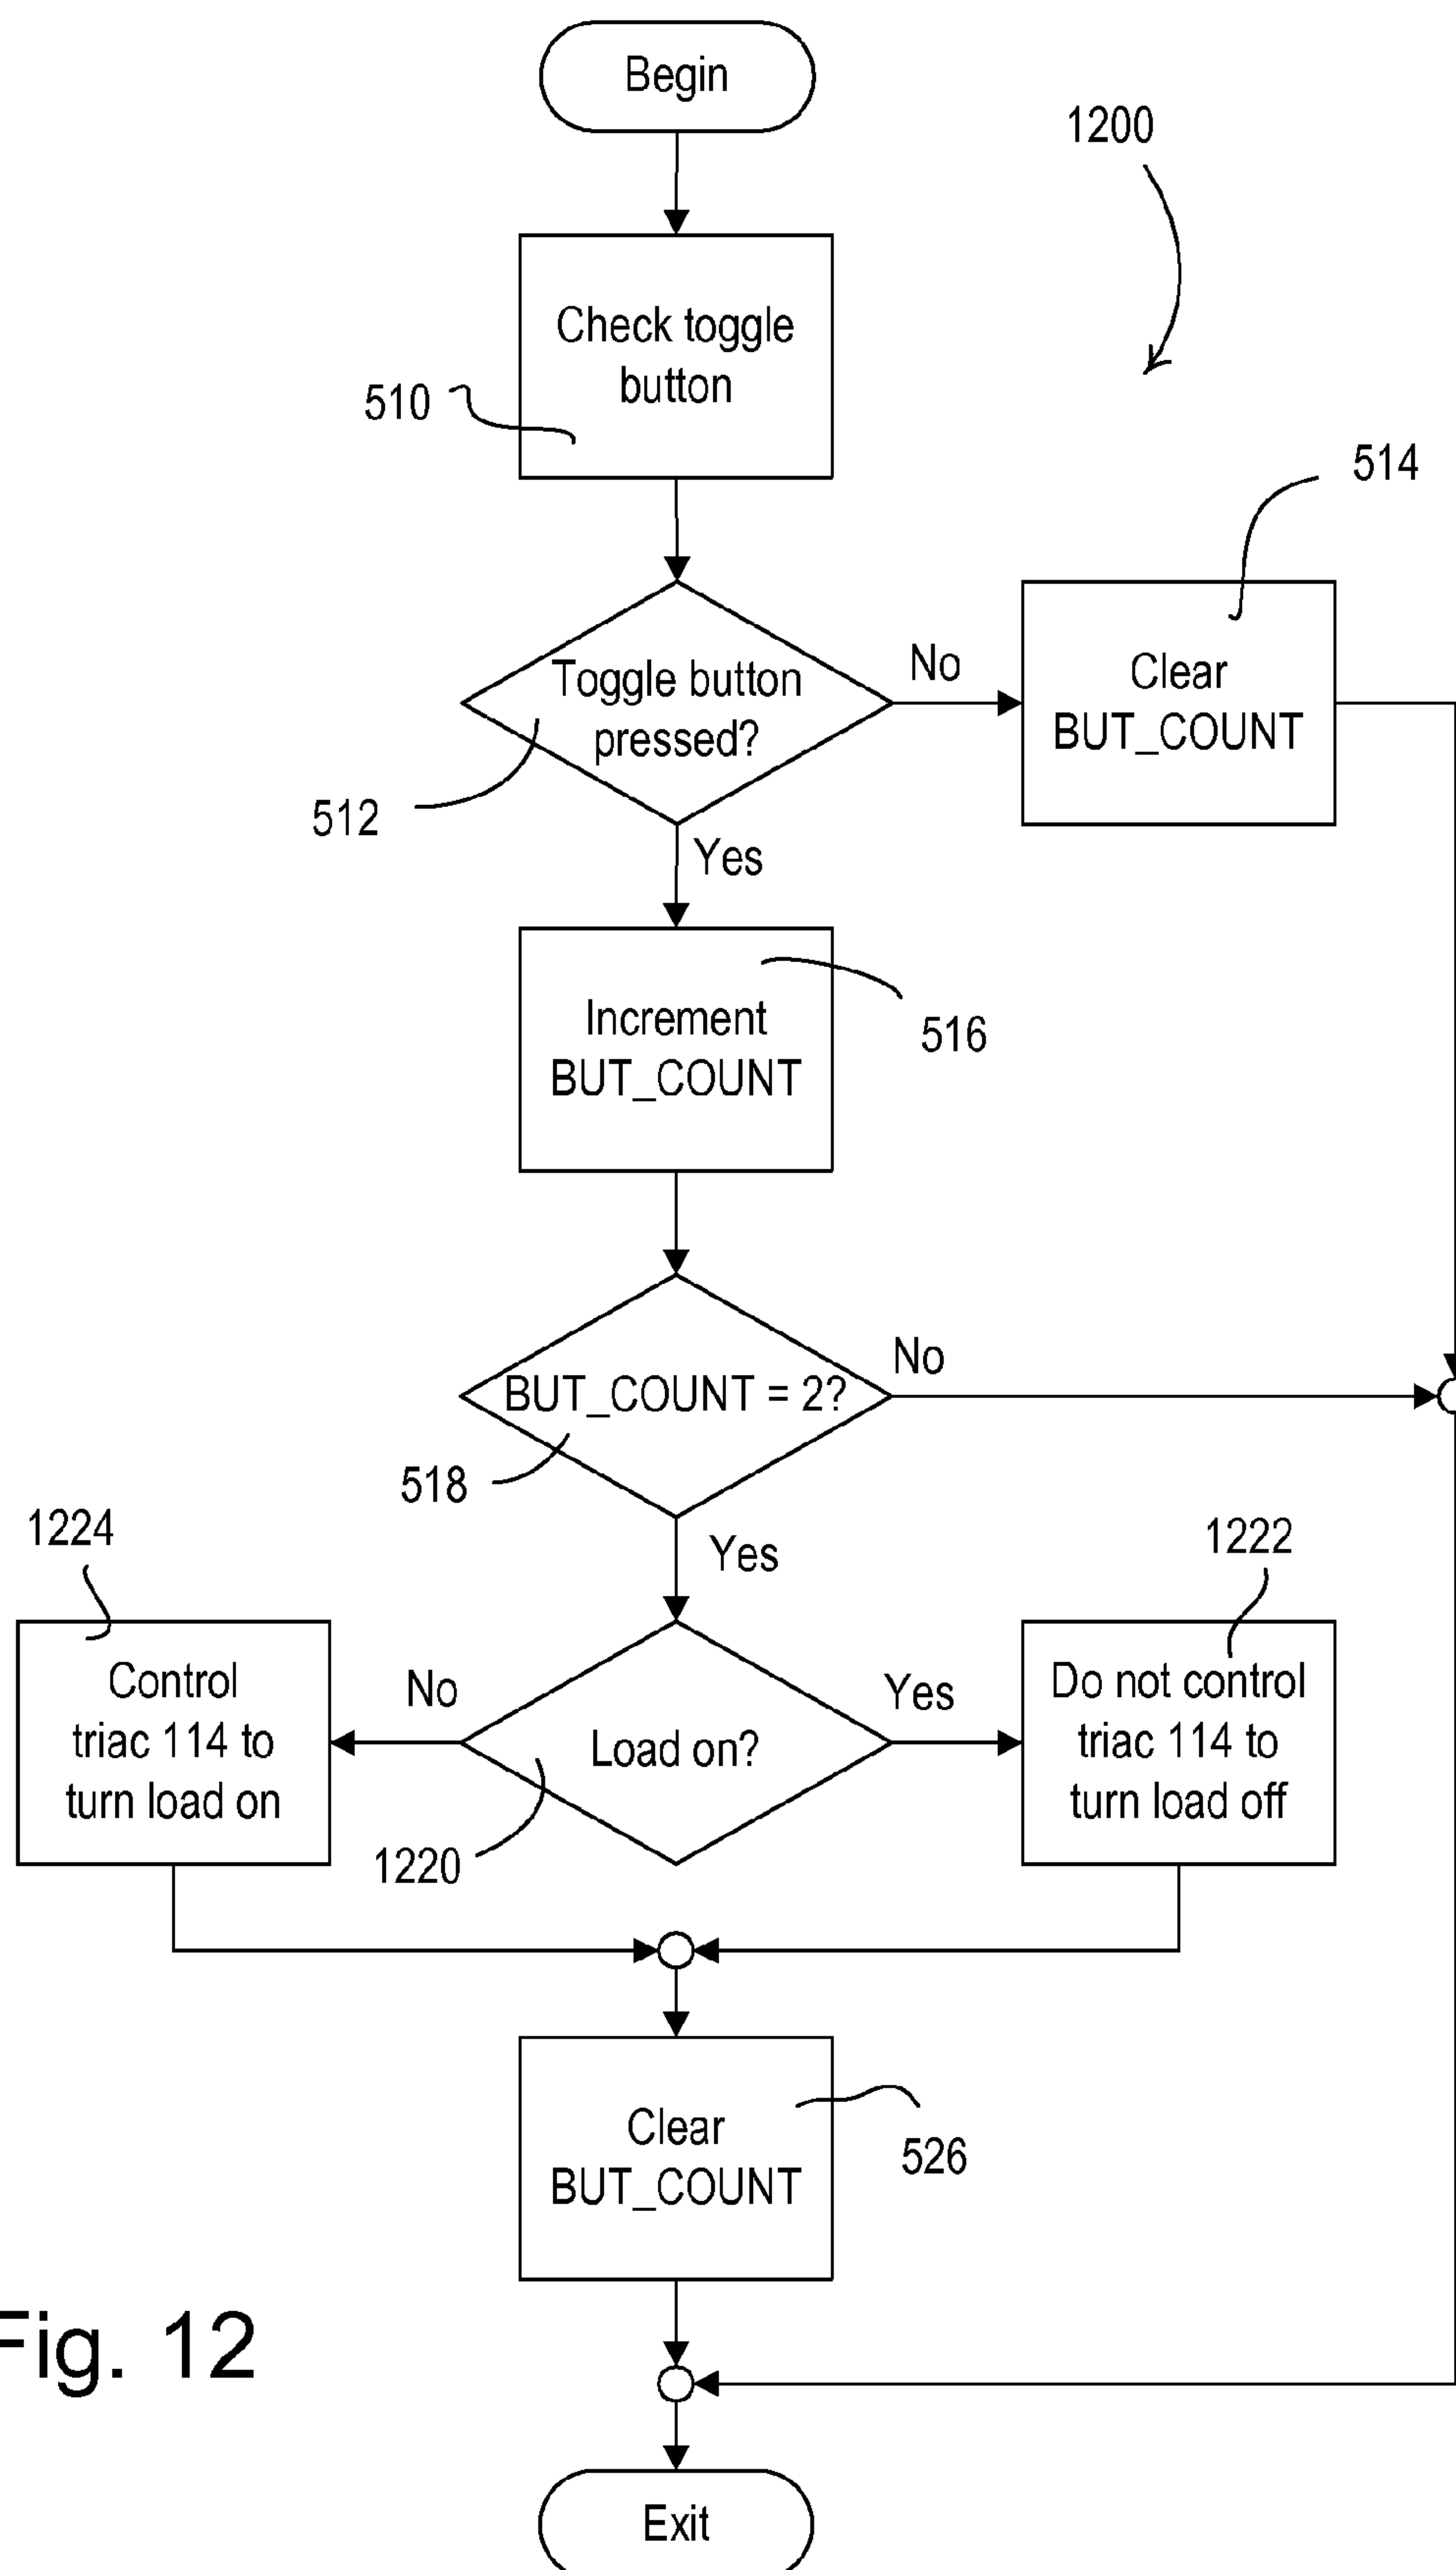 Begin
1200
Check toggle
button
510
514
Toggle button
pressed?
No
Clear
BUT_COUNT
512
Yes
Increment
BUT_COUNT
516
BUT_COUNT = 2?
No
518
Yes
1224
1222
Control
triac 114 to
turn load on
No
Load on?
Yes
Do not control
triac 114 to
turn load off
1220
Clear
BUT_COUNT
526
Fig. 12
Exit